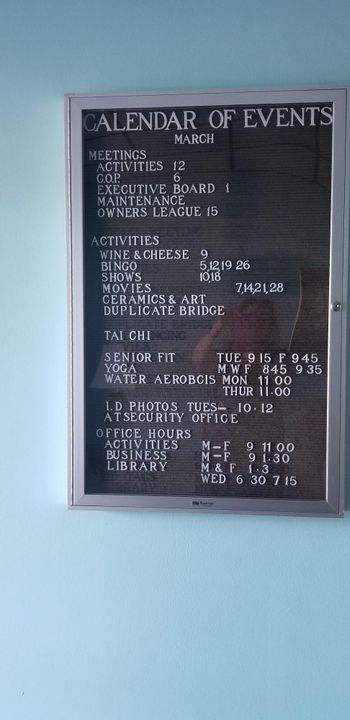 CALENDAR OF EVENTS
MARCH
MEETINGS
ACTIVITIES 12
C.O.P. 6
EXECUTIVE BOARD 1
MAINTENANCE
OWNERS LEAGUE 15
ACTIVITIES
WINE & CHEESE 9
BINGO 5,12,19 26
SHOWS 10,18
MOVIES 7,14,21,28
CERAMICS & ART
DUPLICATE BRIDGE
TAI CHI
SENIOR FIT TUE 9 15 F 9 45
YOGA M W F 8 45 9 35
WATER AEROBCIS MON 11 00
THUR 11.00
I.D PHOTOS TUES- 10-12
AT SECURITY OFFICE
OFFICE HOURS
ACTIVITIES M-F 9 11 00
BUSINESS M-F 9 1.30
LIBRARY M & F 1-3
WED 6 30 7 15